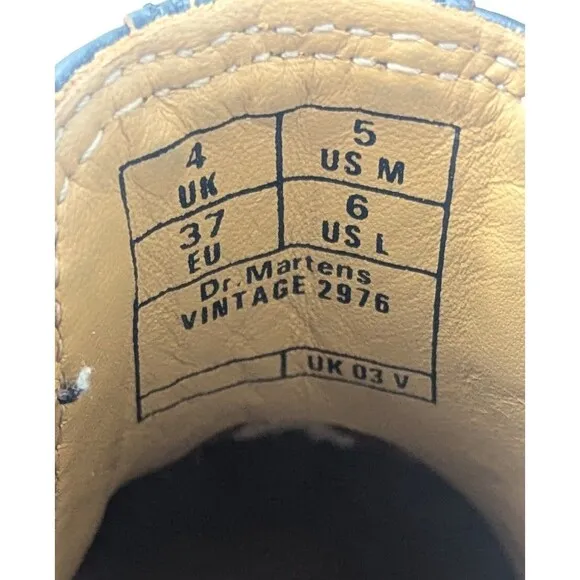 4
UK
5
US M
37
EU
6
US L
Dr. Martens
VINTAGE 2976
UK 03 V